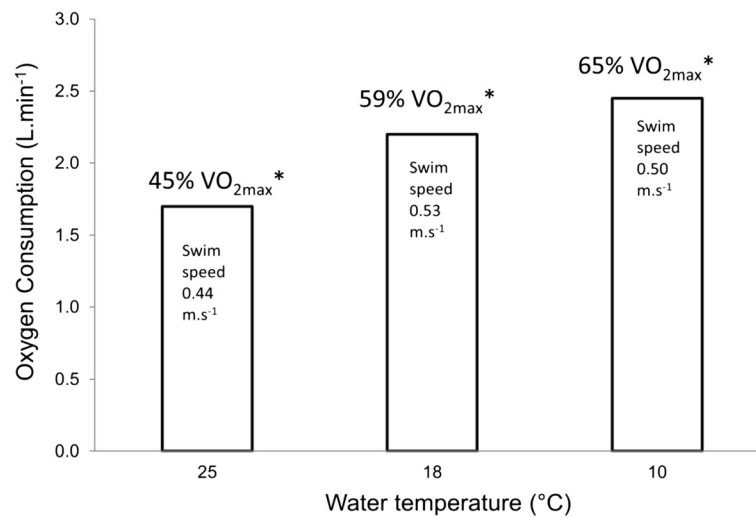 3.0
2.5
2.0
1.5
1.0
0.5
0.0
Oxygen Consumption (L.min⁻¹)
45% VO₂max*
Swim
speed
0.44
m.s⁻¹
59% VO₂max*
Swim
speed
0.53
m.s⁻¹
65% VO₂max*
Swim
speed
0.50
m.s⁻¹
25
18
10
Water temperature (°C)